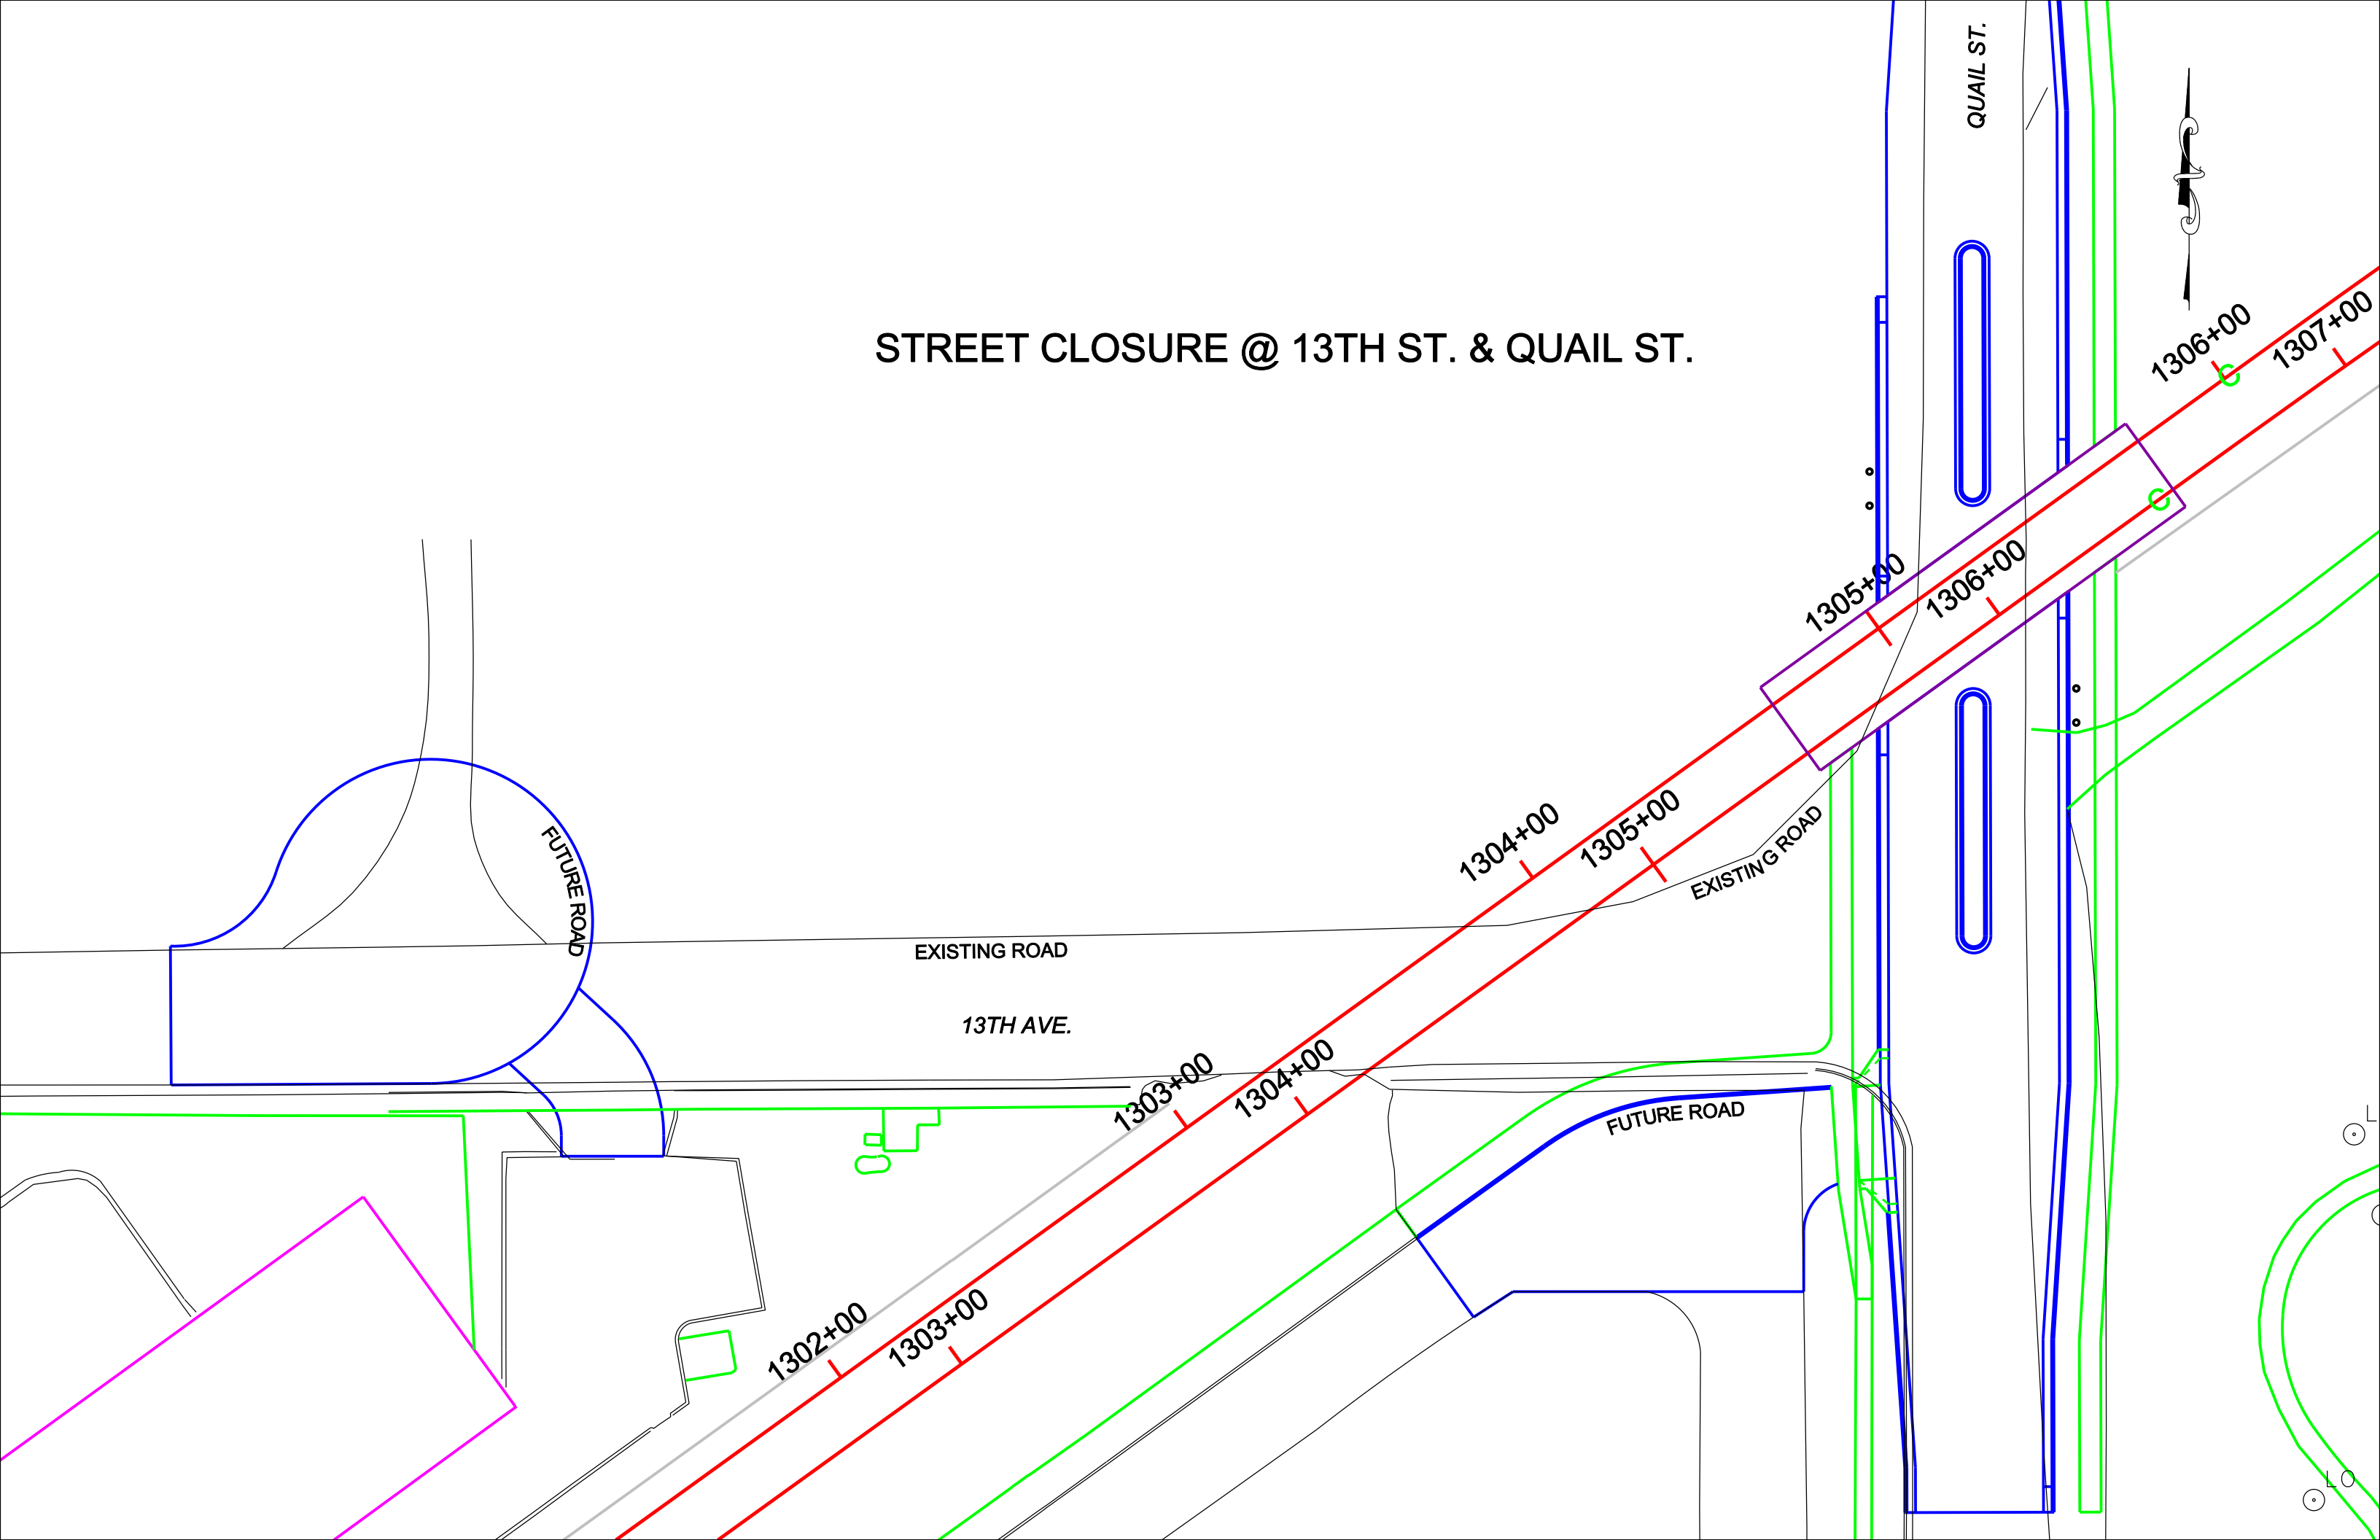 QUAIL ST.
STREET CLOSURE @ 13TH ST. & QUAIL ST.
1306+00
1307+00
1305+00
1306+00
1304+00
1305+00
EXISTING ROAD
FUTURE ROAD
EXISTING ROAD
13TH AVE.
1303+00
1304+00
FUTURE ROAD
1302+00
1303+00
L
LO